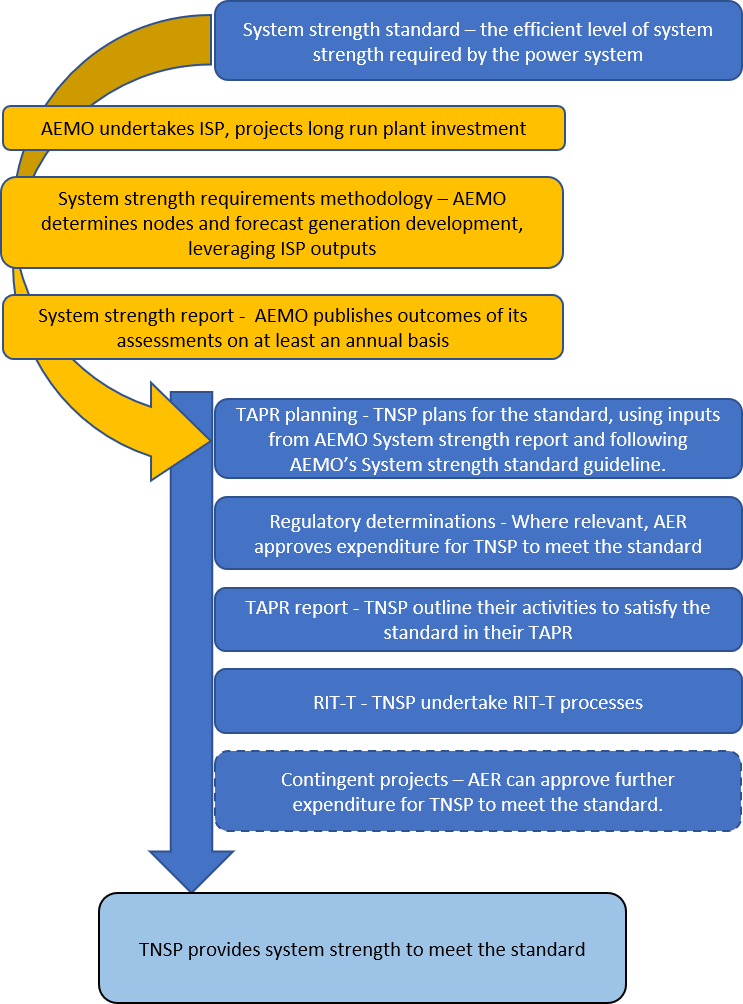 System strength standard – the efficient level of system
strength required by the power system
AEMO undertakes ISP, projects long run plant investment
System strength requirements methodology – AEMO
determines nodes and forecast generation development,
leveraging ISP outputs
System strength report -  AEMO publishes outcomes of its
assessments on at least an annual basis
TAPR planning - TNSP plans for the standard, using inputs
from AEMO System strength report and following
AEMO’s System strength standard guideline.
Regulatory determinations - Where relevant, AER
approves expenditure for TNSP to meet the standard
TAPR report - TNSP outline their activities to satisfy the
standard in their TAPR
RIT-T - TNSP undertake RIT-T processes
Contingent projects – AER can approve further
expenditure for TNSP to meet the standard.
TNSP provides system strength to meet the standard